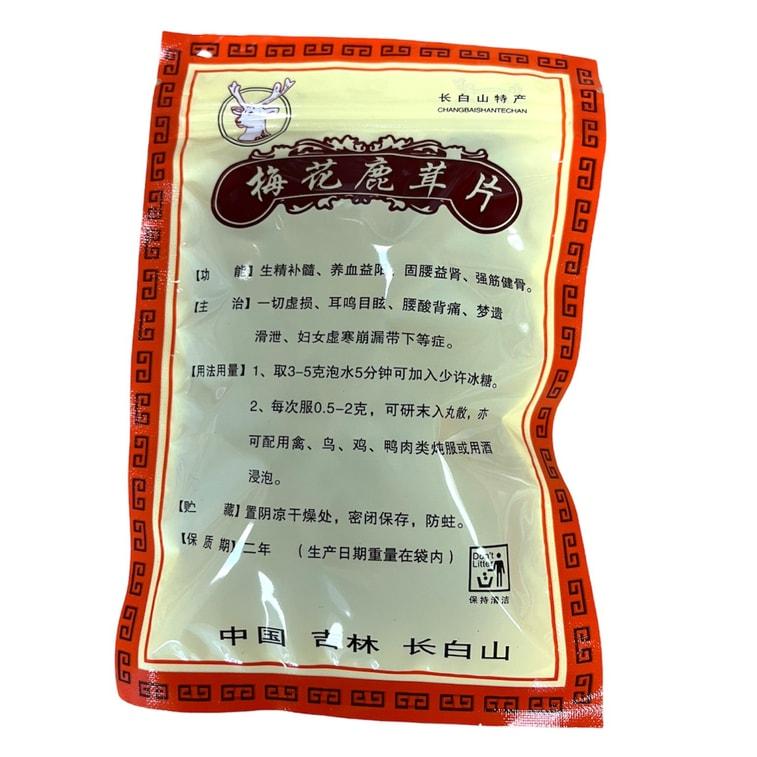 长白山特产
CHANGBAISHANTECHAN
梅花鹿茸片
【功 能】生精补髓、养血益阳、固腰益肾、强筋健骨。
【主 治】一切虚损、耳鸣目眩、腰酸背痛、梦遗
滑泄、妇女虚寒崩漏带下等症。
【用法用量】1、取3-5克泡水5分钟可加入少许冰糖。
2、每次服0.5-2克，可研末入丸散，亦
可配用禽、鸟、鸡、鸭肉类炖服或用酒
浸泡。
【贮 藏】置阴凉干燥处，密闭保存，防蛀。
【保 质 期】二年 （生产日期重量在袋内）
Don't
Litter
保持清洁
中国 吉林 长白山